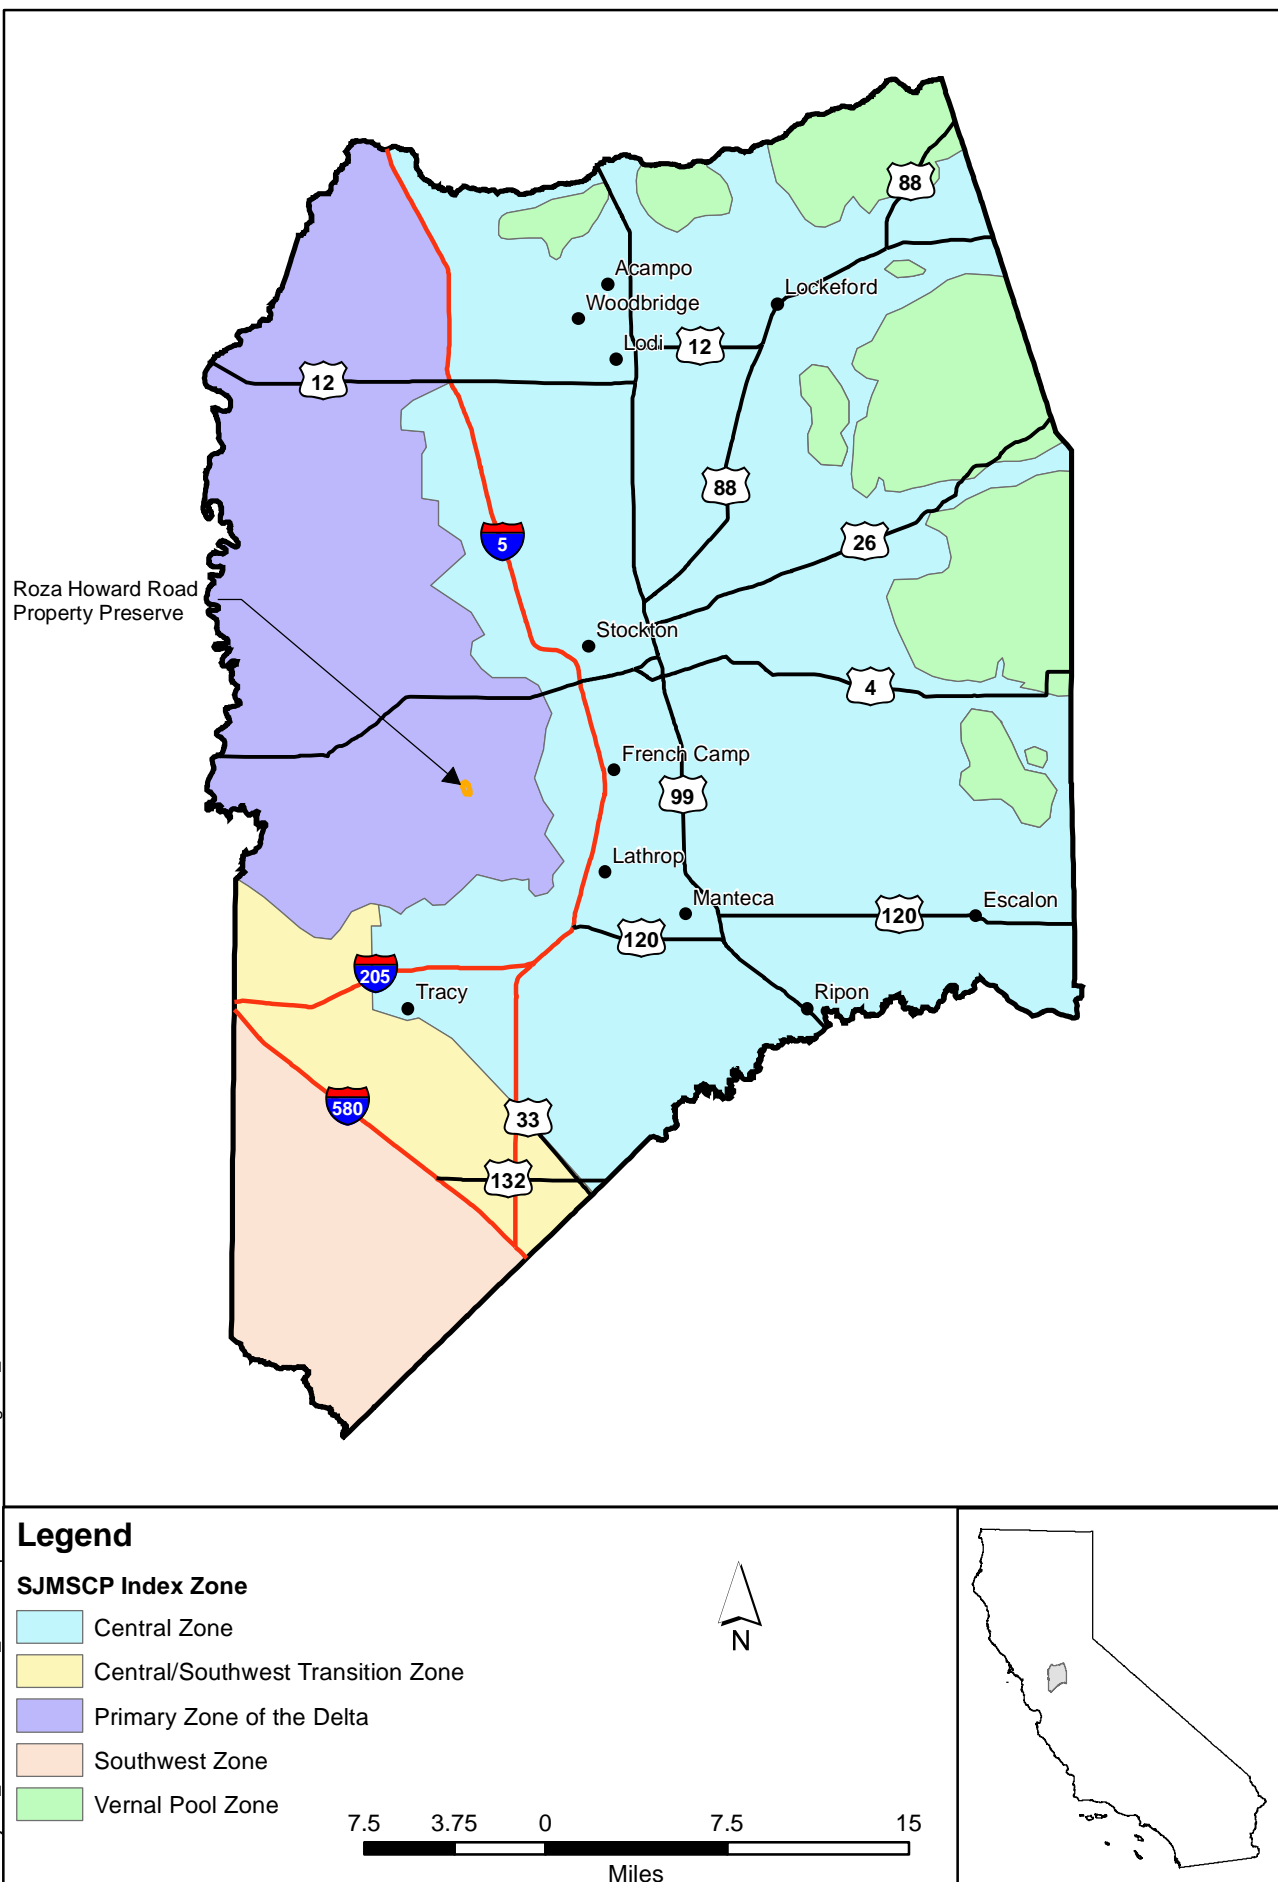 88
Acampo
Lockeford
Woodbridge
Lodi
12
12
88
5
26
Roza Howard Road
Property Preserve
Stockton
4
French Camp
99
Lathrop
Manteca
Escalon
120
120
205
Tracy
Ripon
580
33
132
Legend
SJMSCP Index Zone
Central Zone
Central/Southwest Transition Zone
Primary Zone of the Delta
Southwest Zone
Vernal Pool Zone
N
7.5 3.75 0 7.5 15
Miles